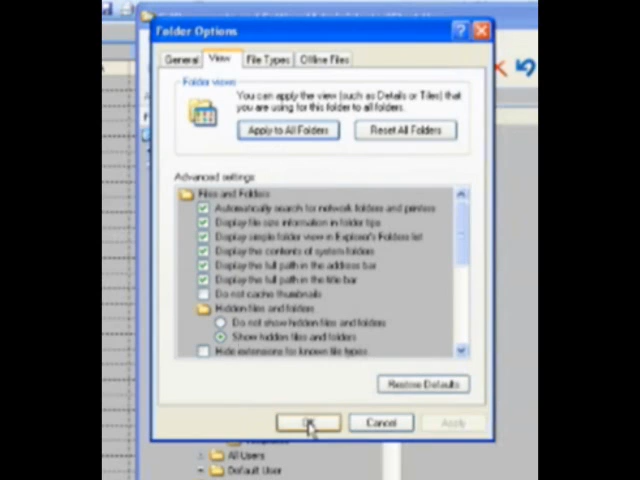 Folder Options
General View File Types Offline Files
Folder views
You can apply the view (such as Details or Tiles) that
you are using for this folder to all folders.
Apply to All Folders Reset All Folders
Advanced settings:
Files and Folders
Automatically search for network folders and printers
Display file size information in folder tips
Display simple folder view in Explorer's Folders list
Display the contents of system folders
Display the full path in the address bar
Display the full path in the title bar
Do not cache thumbnails
Hidden files and folders
Do not show hidden files and folders
Show hidden files and folders
Hide extensions for known file types
Restore Defaults
OK Cancel Apply
All Users
Default User